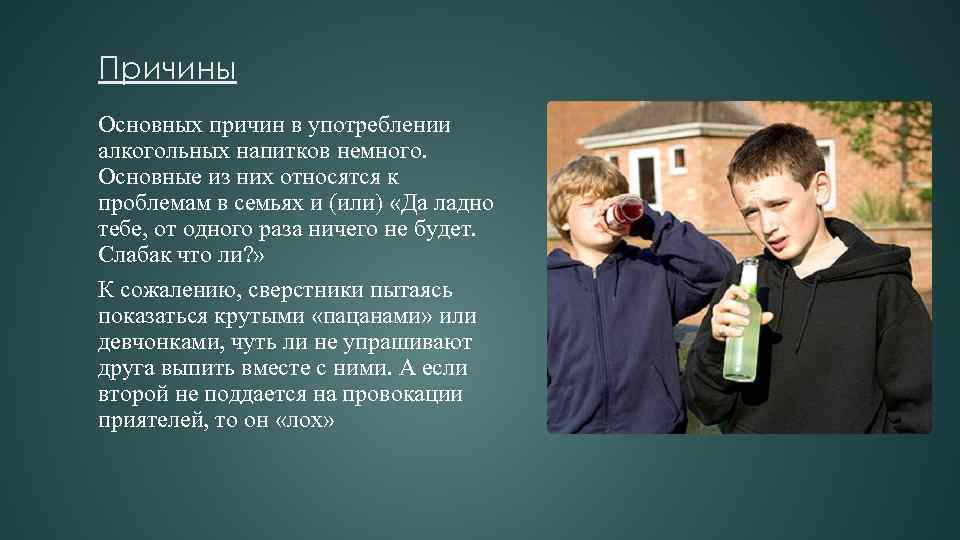 Причины
Основных причин в употреблении
алкогольных напитков немного.
Основные из них относятся к
проблемам в семьях и (или) «Да ладно
тебе, от одного раза ничего не будет.
Слабак что ли? »
К сожалению, сверстники пытаясь
показаться крутыми «пацанами» или
девчонками, чуть ли не упрашивают
друга выпить вместе с ними. А если
второй не поддается на провокации
приятелей, то он «лох»